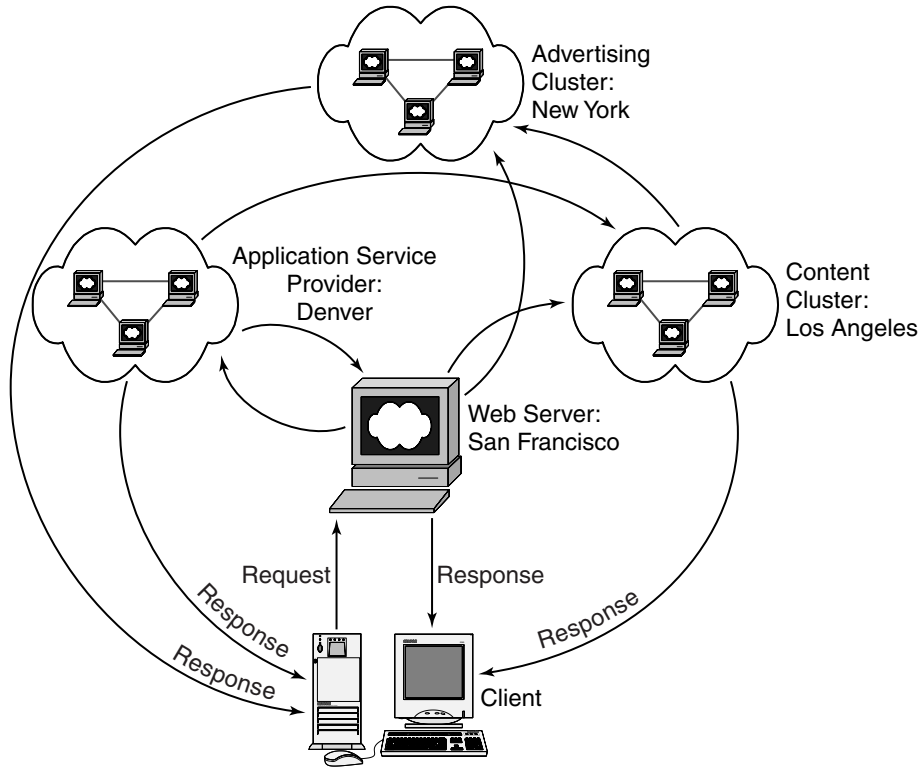 Advertising
Cluster:
New York
Application Service
Provider:
Denver
Content
Cluster:
Los Angeles
Web Server:
San Francisco
Request
Response
Response
Response
Response
Client